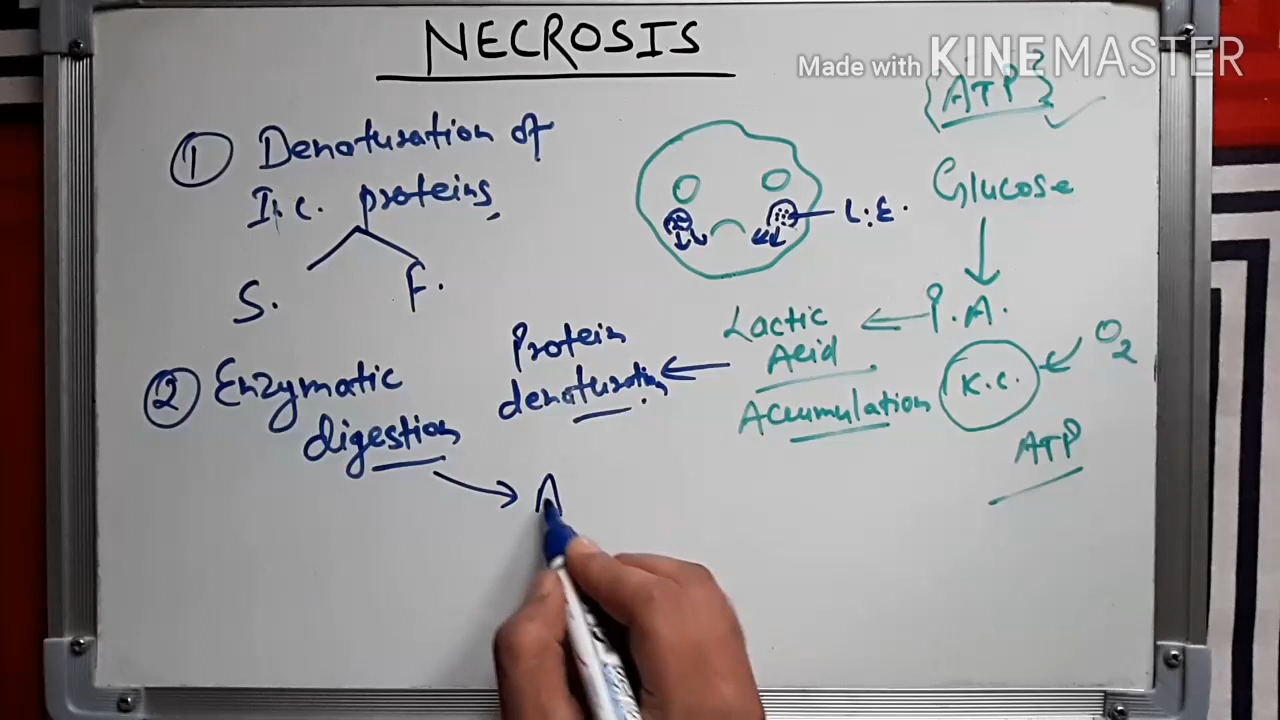 NECROSIS
Made with KINEMASTER
{ATP}
① Denaturation of
I.C. proteins,
S. F.
L.E.
Glucose
P.A.
Lactic
Acid
Accumulation
O2
K.C.
ATP
Protein
denaturation.
② Enzymatic
digestion
A